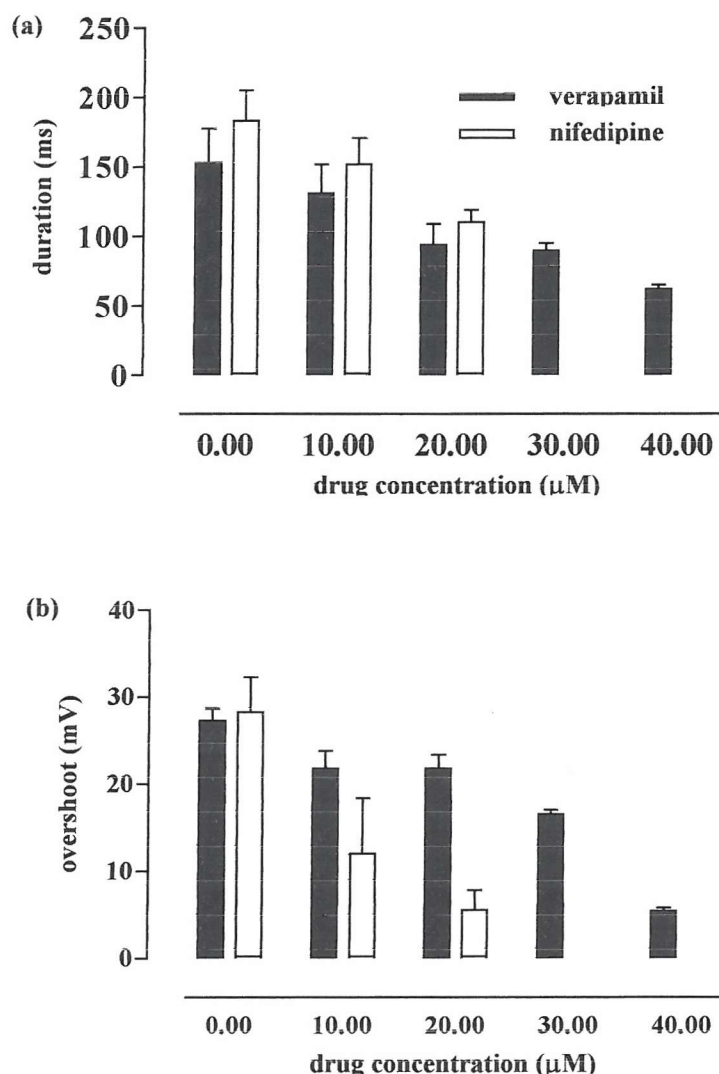 (a)
250
200
150
100
50
0
duration (ms)
verapamil
nifedipine
0.00 10.00 20.00 30.00 40.00
drug concentration (μM)
(b)
40
30
20
10
0
overshoot (mV)
0.00 10.00 20.00 30.00 40.00
drug concentration (μM)